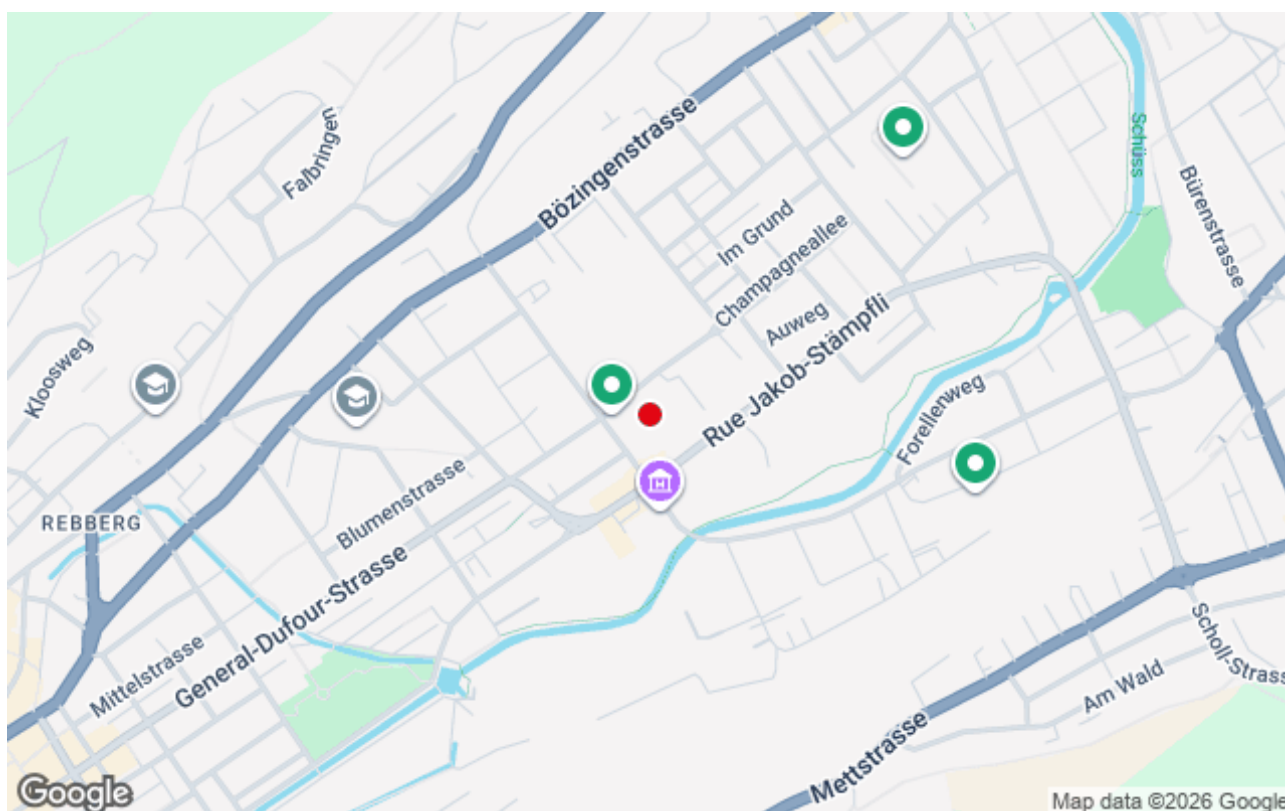 Falbringen
Bözingenstrasse
Schüss
Bürenstrasse
Im Grund
Champagneallee
Auweg
Rue Jakob-Stämpfli
Kloosweg
Forellenweg
Blumenstrasse
REBBERG
General-Dufour-Strasse
Mittelstrasse
Scholl-Strass
Am Wald
Mettstrasse
Google
Map data ©2026 Google